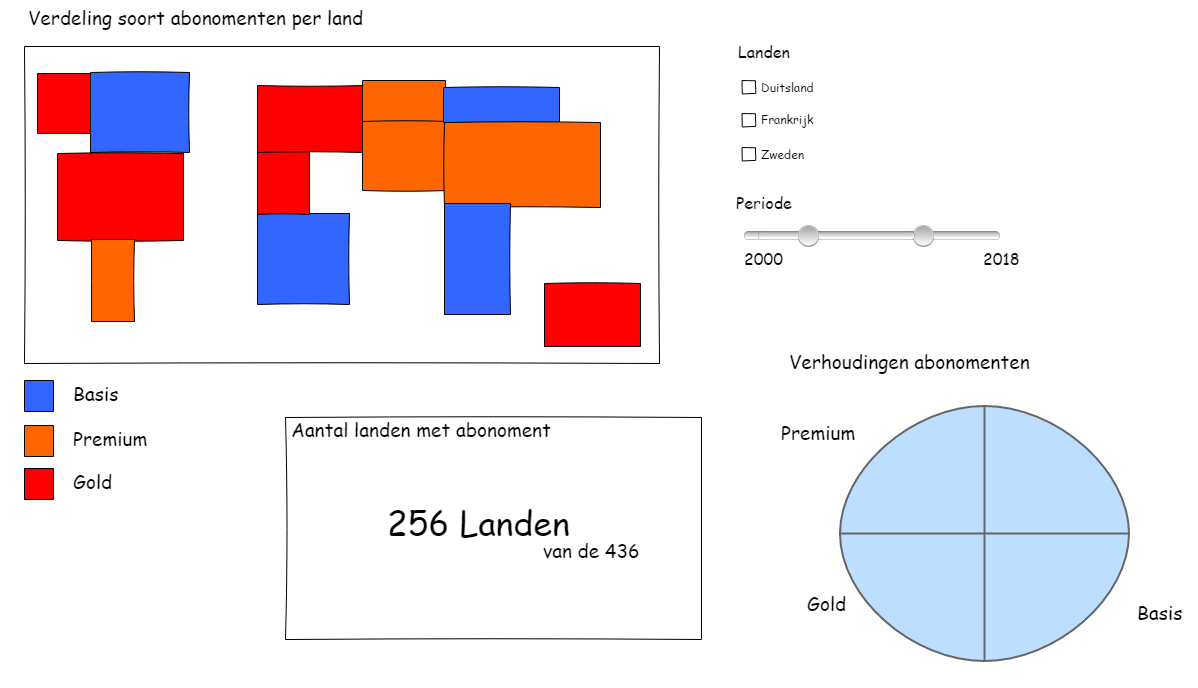 Verdeling soort abonomenten per land
Landen
Duitsland
Frankrijk
Zweden
Periode
2000
2018
Basis
Premium
Gold
Aantal landen met abonoment
256 Landen
van de 436
Verhoudingen abonomenten
Premium
Gold
Basis